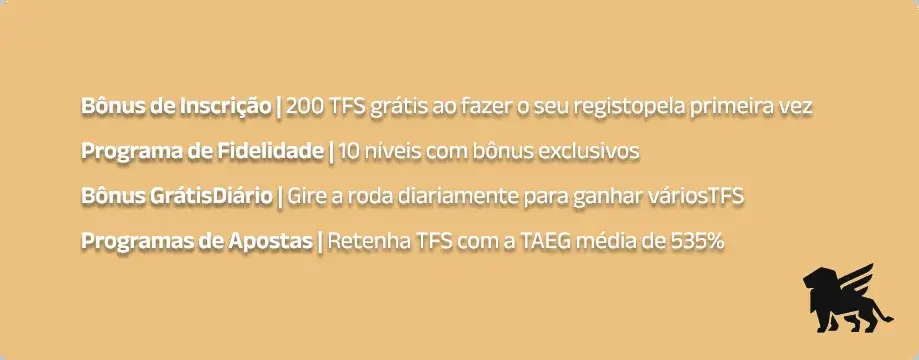 Bônus de Inscrição | 200 TFS grátis ao fazer o seu registopela primeira vez
Programa de Fidelidade | 10 níveis com bônus exclusivos
Bônus GrátisDiário | Gire a roda diariamente para ganhar váriosTFS
Programas de Apostas | Retenha TFS com a TAEG média de 535%